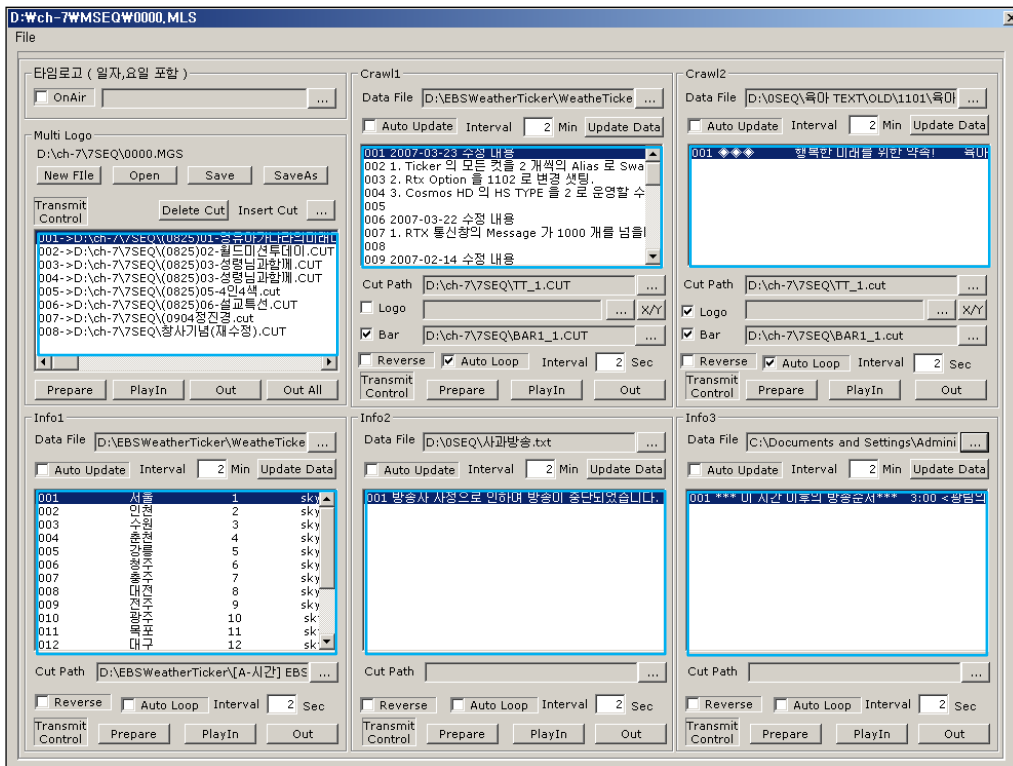 D:₩ch-7₩MSEQ₩0000,MLS
File
타임로고 ( 일자,요일 포함 )
OnAir ...
Multi Logo
D:\ch-7\7SEQ\0000.MGS
New FIle Open Save SaveAs
Transmit Control Delete Cut Insert Cut ...
002->D:\ch-7\7SEQ\(0825)02-월드미션투데이.CUT
003->D:\ch-7\7SEQ\(0825)03-성령님과함께.CUT
004->D:\ch-7\7SEQ\(0825)03-성령님과함께.CUT
005->D:\ch-7\7SEQ\(0825)05-4인4색.cut
006->D:\ch-7\7SEQ\(0825)06-설교특선.CUT
007->D:\ch-7\7SEQ\(0904정진경.cut
008->D:\ch-7\7SEQ\창사기념(재수정).CUT
Prepare PlayIn Out Out All
Crawl1
Data File D:\EBSWeatherTicker\WeatheTicke ...
Auto Update Interval 2 Min Update Data
001 2007-03-23 수정 내용
002 1. Ticker 의 모든 컷을 2 개씩의 Alias 로 Swa
003 2. Rtx Option 을 1102 로 변경 샛팅.
004 3. Cosmos HD 의 HS TYPE 을 2 로 운영할 수
005
006 2007-03-22 수정 내용
007 1. RTX 통신창의 Message 가 1000 개를 넘을
008
009 2007-02-14 수정 내용
Cut Path D:\ch-7\7SEQ\TT_1.CUT ...
Logo ... X/Y
Bar D:\ch-7\7SEQ\BAR1_1.CUT ...
Reverse Auto Loop Interval 2 Sec
Transmit Control Prepare PlayIn Out
Crawl2
Data File D:\0SEQ\육아 TEXT\OLD\1101\육아 ...
Auto Update Interval 2 Min Update Data
001 ◈◈◈ 행복한 미래를 위한 약속! 육아
Cut Path D:\ch-7\7SEQ\TT_1.cut ...
Logo ... X/Y
Bar D:\ch-7\7SEQ\BAR1_1.cut ...
Reverse Auto Loop Interval 2 Sec
Transmit Control Prepare PlayIn Out
Info1
Data File D:\EBSWeatherTicker\WeatheTicke ...
Auto Update Interval 2 Min Update Data
001 서울 1 sky
002 인천 2 sky
003 수원 3 sky
004 춘천 4 sky
005 강릉 5 sky
006 청주 6 sky
007 충주 7 sky
008 대전 8 sky
009 전주 9 sky
010 광주 10 sk
011 목포 11 sk
012 대구 12 sk
Cut Path D:\EBSWeatherTicker\[A-시간] EBS ...
Reverse Auto Loop Interval 2 Sec
Transmit Control Prepare PlayIn Out
Info2
Data File D:\0SEQ\사과방송.txt ...
Auto Update Interval 2 Min Update Data
001 방송사 사정으로 인하여 방송이 중단되었습니다.
Cut Path ...
Reverse Auto Loop Interval 2 Sec
Transmit Control Prepare PlayIn Out
Info3
Data File C:\Documents and Settings\Admini ...
Auto Update Interval 2 Min Update Data
001 *** 이 시간 이후의 방송순서*** 3:00
Cut Path ...
Reverse Auto Loop Interval 2 Sec
Transmit Control Prepare PlayIn Out